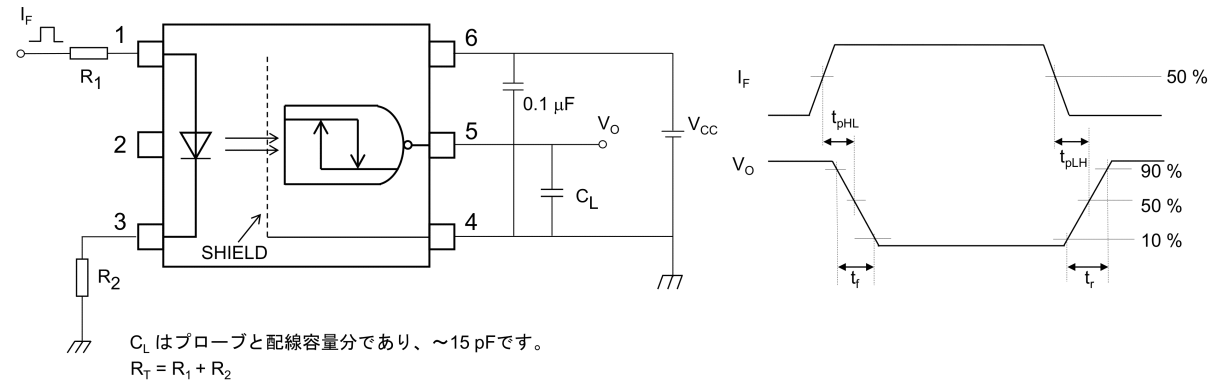 I_F
R_1
1
2
3
R_2
SHIELD
6
5
4
0.1 μF
V_O
C_L
V_CC
C_L はプローブと配線容量分であり、～15 pFです。
R_T = R_1 + R_2
I_F
50 %
t_pHL
t_pLH
V_O
90 %
50 %
10 %
t_f
t_r